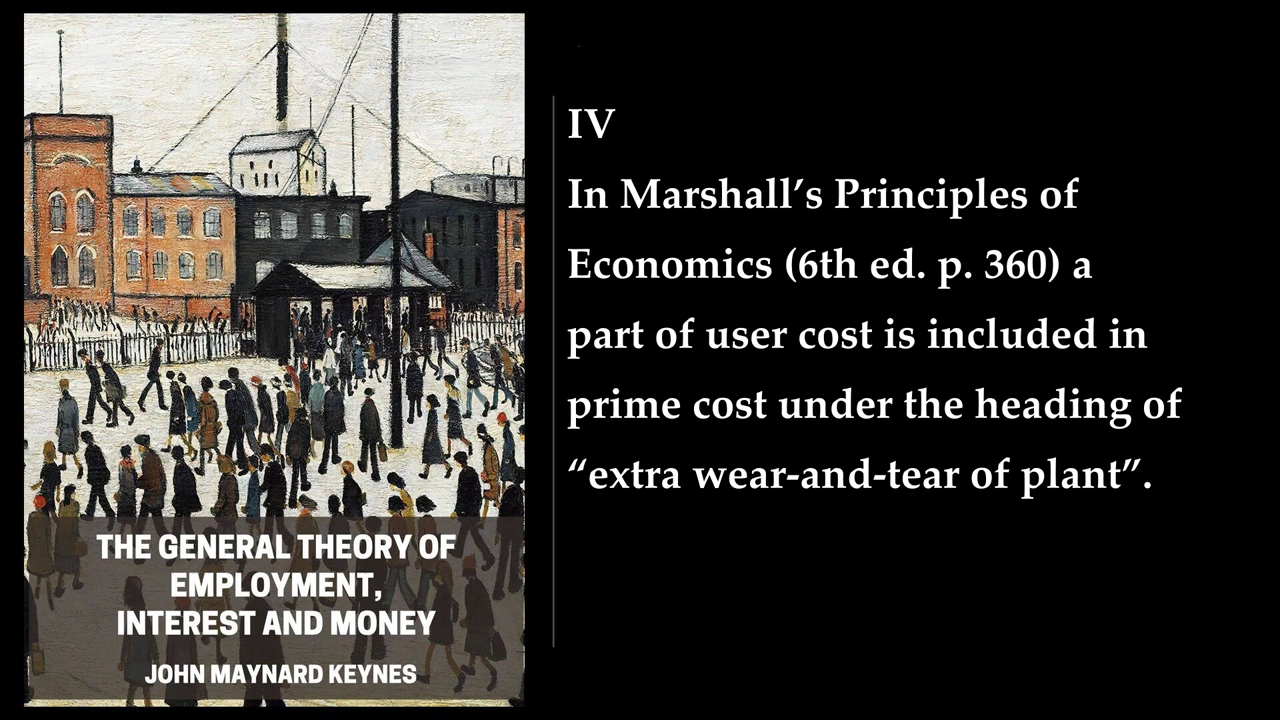 THE GENERAL THEORY OF
EMPLOYMENT,
INTEREST AND MONEY
JOHN MAYNARD KEYNES
IV
In Marshall’s Principles of
Economics (6th ed. p. 360) a
part of user cost is included in
prime cost under the heading of
“extra wear-and-tear of plant”.